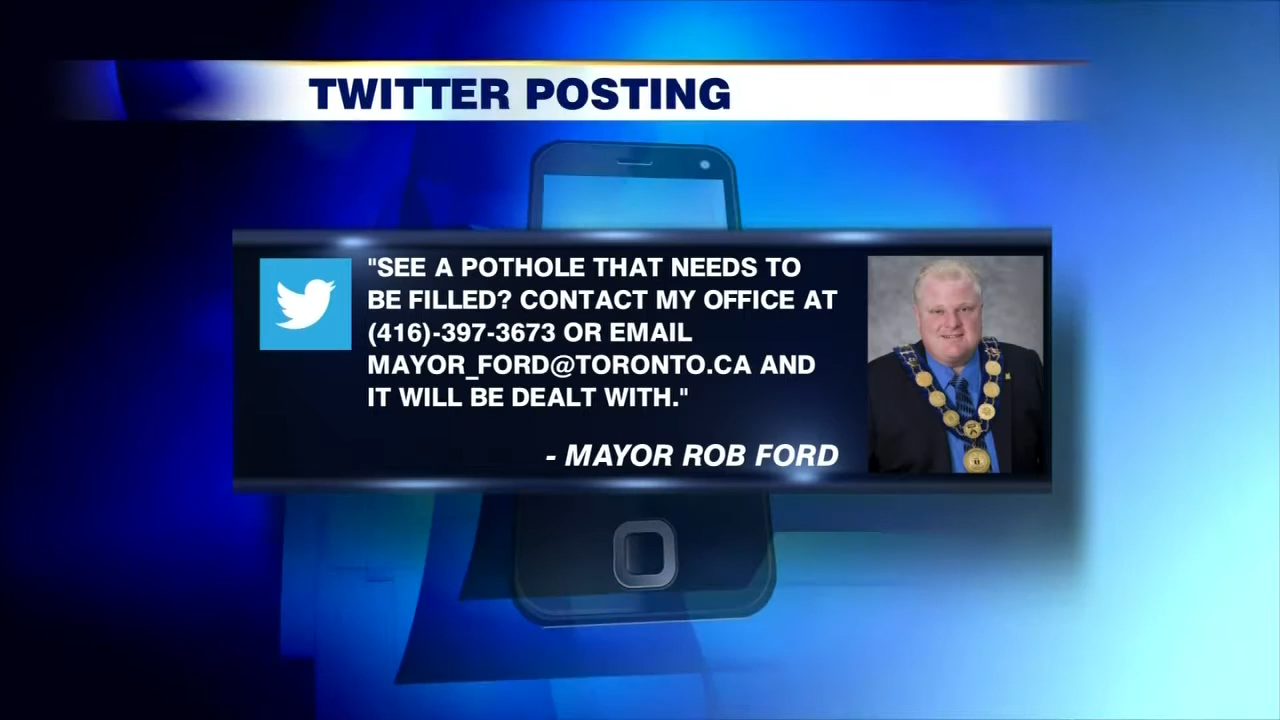 TWITTER POSTING
"SEE A POTHOLE THAT NEEDS TO
BE FILLED? CONTACT MY OFFICE AT
(416)-397-3673 OR EMAIL
MAYOR_FORD@TORONTO.CA AND
IT WILL BE DEALT WITH."
- MAYOR ROB FORD